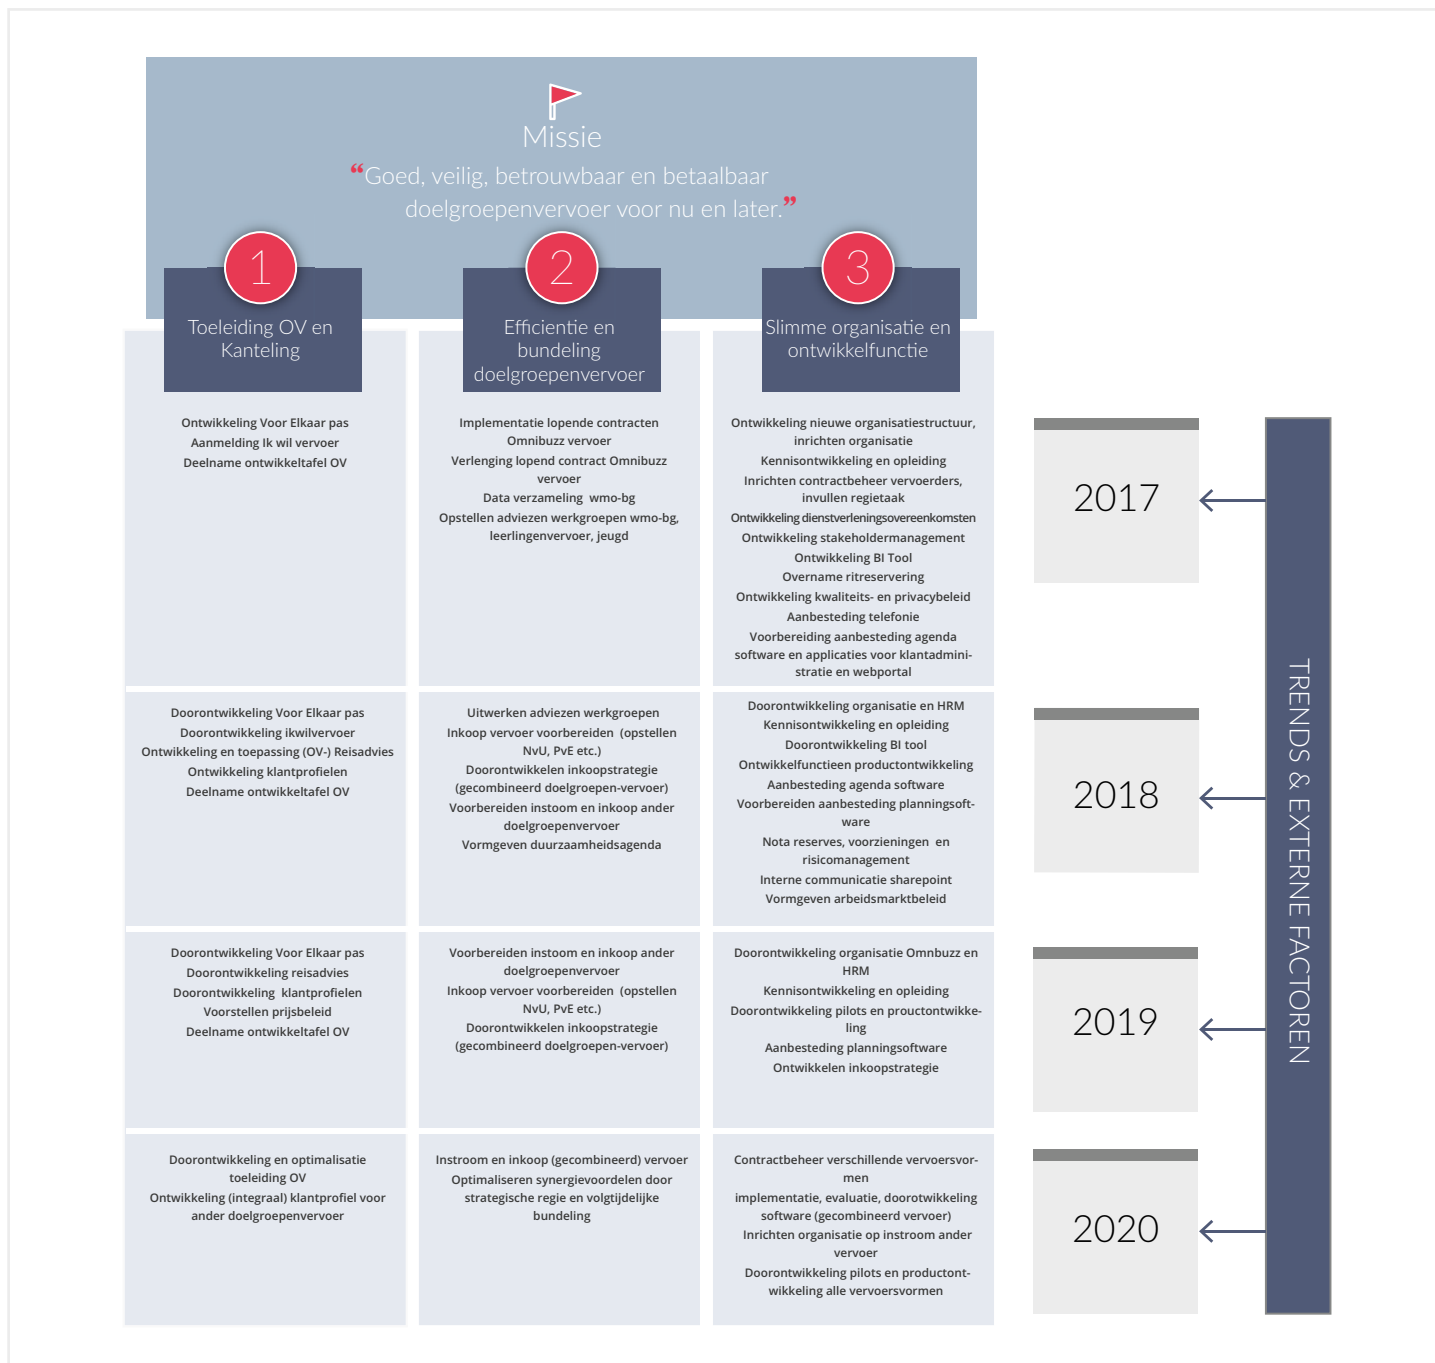 Missie
“Goed, veilig, betrouwbaar en betaalbaar
doelgroepenvervoer voor nu en later.”
1
Toeleiding OV en
Kanteling
2
Efficientie en
bundeling
doelgroepenvervoer
3
Slimme organisatie en
ontwikkelfunctie
Ontwikkeling Voor Elkaar pas
Aanmelding Ik wil vervoer
Deelname ontwikkeltafel OV
Implementatie lopende contracten
Omnibuzz vervoer
Verlenging lopend contract Omnibuzz
vervoer
Data verzameling wmo-bg
Opstellen adviezen werkgroepen wmo-bg,
leerlingenvervoer, jeugd
Ontwikkeling nieuwe organisatiestructuur,
inrichten organisatie
Kennisontwikkeling en opleiding
Inrichten contractbeheer vervoerders,
invullen regietaak
Ontwikkeling dienstverleningsovereenkomsten
Ontwikkeling stakeholdermanagement
Ontwikkeling BI Tool
Overname ritreservering
Ontwikkeling kwaliteits- en privacybeleid
Aanbesteding telefonie
Voorbereiding aanbesteding agenda
software en applicaties voor klantadmini-
stratie en webportal
2017
Doorontwikkeling Voor Elkaar pas
Doorontwikkeling ikwilvervoer
Ontwikkeling en toepassing (OV-) Reisadvies
Ontwikkeling klantprofielen
Deelname ontwikkeltafel OV
Uitwerken adviezen werkgroepen
Inkoop vervoer voorbereiden (opstellen
NvU, PvE etc.)
Doorontwikkelen inkoopstrategie
(gecombineerd doelgroepen-vervoer)
Voorbereiden instoom en inkoop ander
doelgroepenvervoer
Vormgeven duurzaamheidsagenda
Doorontwikkeling organisatie en HRM
Kennisontwikkeling en opleiding
Doorontwikkeling BI tool
Ontwikkelfunctieen productontwikkeling
Aanbesteding agenda software
Voorbereiden aanbesteding planningsoft-
ware
Nota reserves, voorzieningen en
risicomanagement
Interne communicatie sharepoint
Vormgeven arbeidsmarktbeleid
2018
Doorontwikkeling Voor Elkaar pas
Doorontwikkeling reisadvies
Doorontwikkeling klantprofielen
Voorstellen prijsbeleid
Deelname ontwikkeltafel OV
Voorbereiden instoom en inkoop ander
doelgroepenvervoer
Inkoop vervoer voorbereiden (opstellen
NvU, PvE etc.)
Doorontwikkelen inkoopstrategie
(gecombineerd doelgroepen-vervoer)
Doorontwikkeling organisatie Omnbuzz en
HRM
Kennisontwikkeling en opleiding
Doorontwikkeling pilots en prouctontwikke-
ling
Aanbesteding planningsoftware
Ontwikkelen inkoopstrategie
2019
Doorontwikkeling en optimalisatie
toeleiding OV
Ontwikkeling (integraal) klantprofiel voor
ander doelgroepenvervoer
Instroom en inkoop (gecombineerd) vervoer
Optimaliseren synergievoordelen door
strategische regie en volgtijdelijke
bundeling
Contractbeheer verschillende vervoersvor-
men
implementatie, evaluatie, doorotwikkeling
software (gecombineerd vervoer)
Inrichten organisatie op instroom ander
vervoer
Doorontwikkeling pilots en productont-
wikkeling alle vervoersvormen
2020
TRENDS & EXTERNE FACTOREN